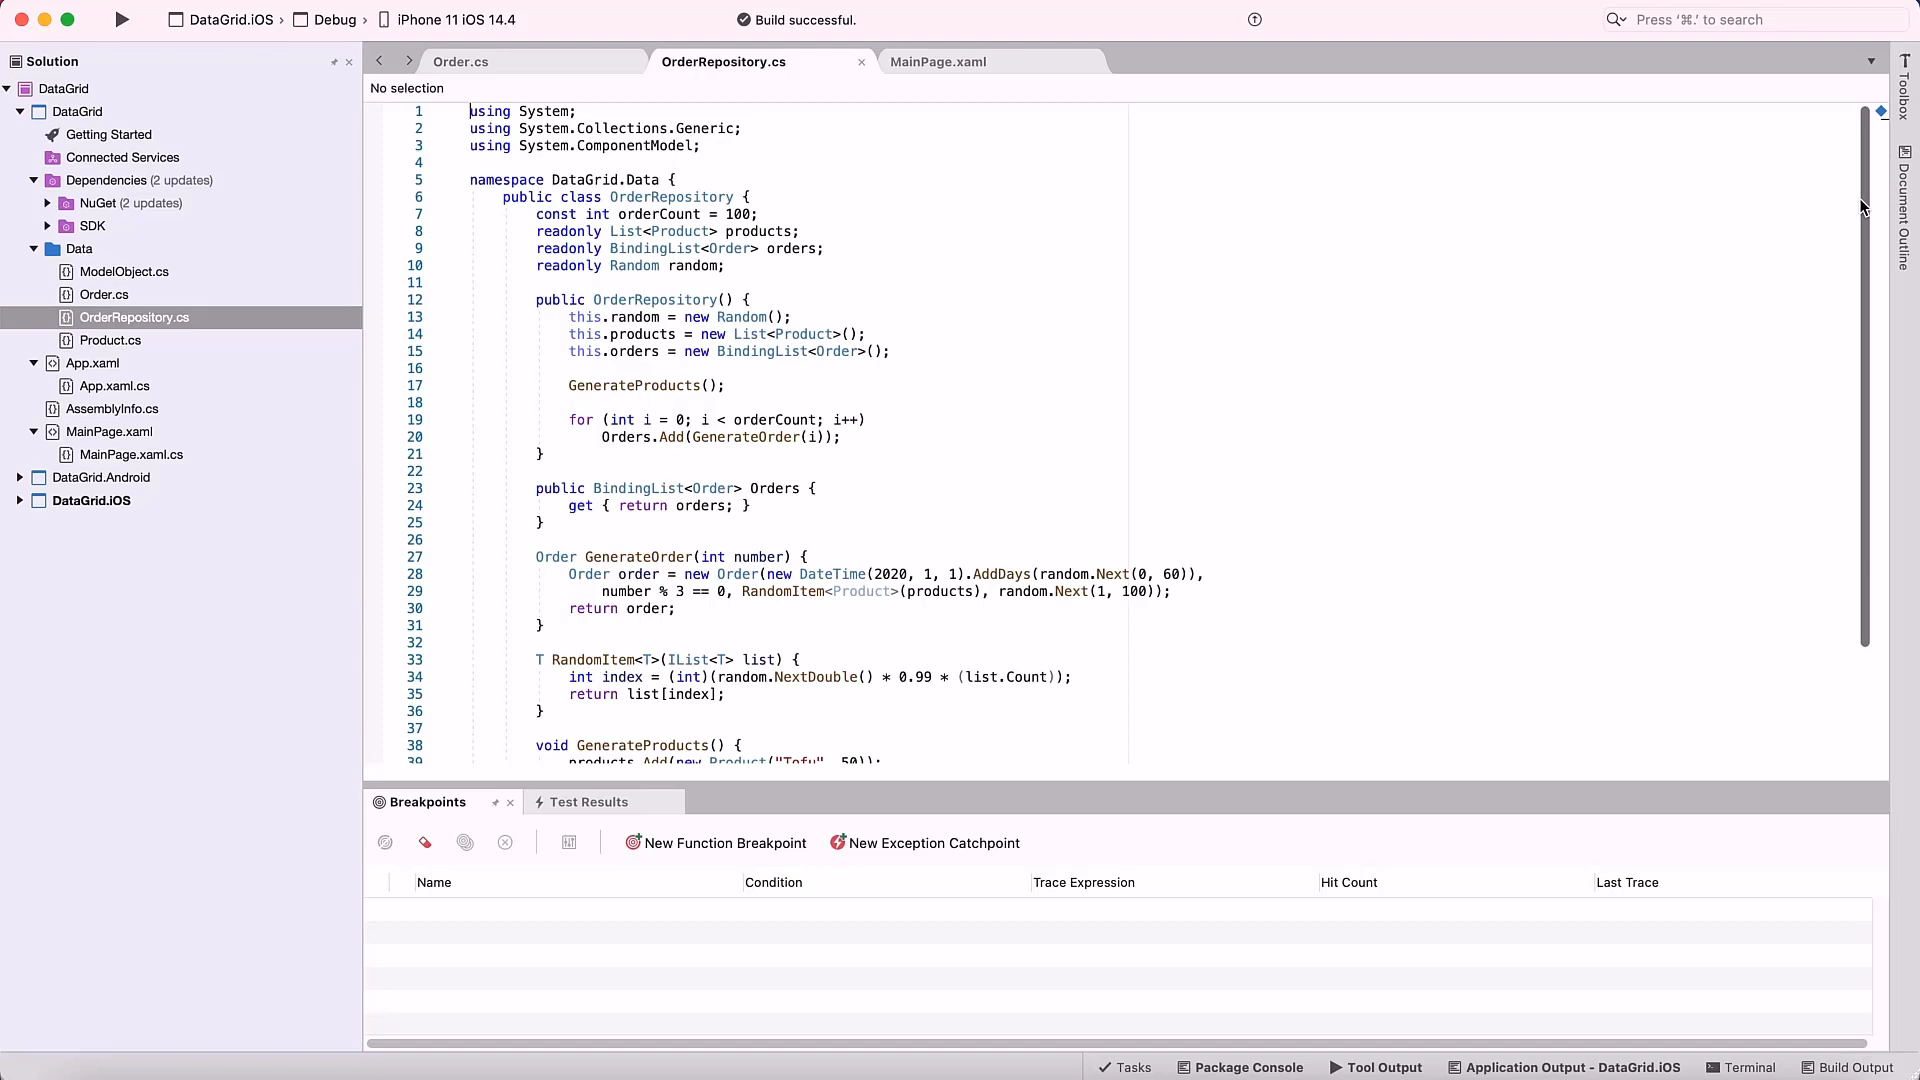 DataGrid.iOS › Debug › iPhone 11 iOS 14.4
Build successful.
Press ‘⌘.’ to search
Solution
DataGrid
DataGrid
Getting Started
Connected Services
Dependencies (2 updates)
NuGet (2 updates)
SDK
Data
ModelObject.cs
Order.cs
OrderRepository.cs
Product.cs
App.xaml
App.xaml.cs
AssemblyInfo.cs
MainPage.xaml
MainPage.xaml.cs
DataGrid.Android
DataGrid.iOS
Order.cs
OrderRepository.cs
MainPage.xaml
No selection
1 using System;
2 using System.Collections.Generic;
3 using System.ComponentModel;
4
5 namespace DataGrid.Data {
6 public class OrderRepository {
7 const int orderCount = 100;
8 readonly List<Product> products;
9 readonly BindingList<Order> orders;
10 readonly Random random;
11
12 public OrderRepository() {
13 this.random = new Random();
14 this.products = new List<Product>();
15 this.orders = new BindingList<Order>();
16
17 GenerateProducts();
18
19 for (int i = 0; i < orderCount; i++)
20 Orders.Add(GenerateOrder(i));
21 }
22
23 public BindingList<Order> Orders {
24 get { return orders; }
25 }
26
27 Order GenerateOrder(int number) {
28 Order order = new Order(new DateTime(2020, 1, 1).AddDays(random.Next(0, 60)),
29 number % 3 == 0, RandomItem<Product>(products), random.Next(1, 100));
30 return order;
31 }
32
33 T RandomItem<T>(IList<T> list) {
34 int index = (int)(random.NextDouble() * 0.99 * (list.Count));
35 return list[index];
36 }
37
38 void GenerateProducts() {
39 products.Add(new Product("Tofu", 50));
Toolbox
Document Outline
Breakpoints
Test Results
New Function Breakpoint
New Exception Catchpoint
Name Condition Trace Expression Hit Count Last Trace
Tasks Package Console Tool Output Application Output - DataGrid.iOS Terminal Build Output